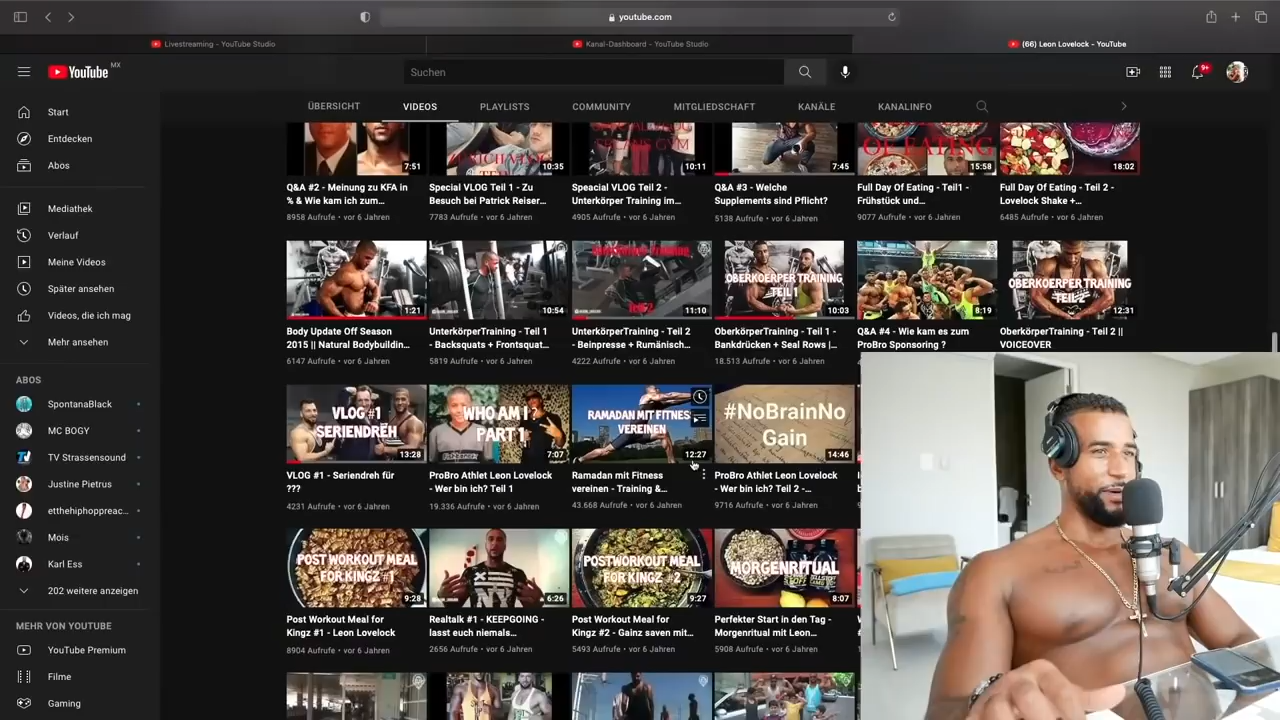 youtube.com
Livestreaming - YouTube Studio
Kanal-Dashboard - YouTube Studio
(66) Leon Lovelock - YouTube
YouTube MX
Suchen
9+
ÜBERSICHT
VIDEOS
PLAYLISTS
COMMUNITY
MITGLIEDSCHAFT
KANÄLE
KANALINFO
Start
Entdecken
Abos
Mediathek
Verlauf
Meine Videos
Später ansehen
Videos, die ich mag
Mehr ansehen
ABOS
SpontanaBlack
MC BOGY
TV Strassensound
Justine Pietrus
etthehiphoppreac...
Mois
Karl Ess
202 weitere anzeigen
MEHR VON YOUTUBE
YouTube Premium
Filme
Gaming
7:51
10:35
10:11
7:45
OF EATING
15:58
18:02
Q&A #2 - Meinung zu KFA in
% & Wie kam ich zum...
8958 Aufrufe • vor 6 Jahren
Special VLOG Teil 1 - Zu
Besuch bei Patrick Reiser...
7783 Aufrufe • vor 6 Jahren
Speacial VLOG Teil 2 -
Unterkörper Training im...
4905 Aufrufe • vor 6 Jahren
Q&A #3 - Welche
Supplements sind Pflicht?
5138 Aufrufe • vor 6 Jahren
Full Day Of Eating - Teil1 -
Frühstück und...
9077 Aufrufe • vor 6 Jahren
Full Day Of Eating - Teil 2 -
Lovelock Shake +...
6485 Aufrufe • vor 6 Jahren
1:21
10:54
11:10
OBERKOERPER TRAINING
TEIL 1
10:03
8:19
OBERKOERPER TRAINING
TEIL 2
12:31
Body Update Off Season
2015 || Natural Bodybuildin...
6147 Aufrufe • vor 6 Jahren
UnterkörperTraining - Teil 1
- Backsquats + Frontsquat...
5819 Aufrufe • vor 6 Jahren
UnterkörperTraining - Teil 2
- Beinpresse + Rumänisch...
4222 Aufrufe • vor 6 Jahren
OberkörperTraining - Teil 1 -
Bankdrücken + Seal Rows |...
18.513 Aufrufe • vor 6 Jahren
Q&A #4 - Wie kam es zum
ProBro Sponsoring ?
OberkörperTraining - Teil 2 ||
VOICEOVER
VLOG #1
SERIENDREH
13:28
WHO AM I ?
PART 1
7:07
RAMADAN MIT FITNES
VEREINEN
12:27
#NoBrainNo
Gain
14:46
VLOG #1 - Seriendreh für
???
4231 Aufrufe • vor 6 Jahren
ProBro Athlet Leon Lovelock
- Wer bin ich? Teil 1
19.336 Aufrufe • vor 6 Jahren
Ramadan mit Fitness
vereinen - Training &...
43.668 Aufrufe • vor 6 Jahren
ProBro Athlet Leon Lovelock
- Wer bin ich? Teil 2 -...
9716 Aufrufe • vor 6 Jahren
POST WORKOUT MEAL
FOR KINGZ #1
9:28
6:26
POSTWORKOUT MEAL
FOR KINGZ #2
9:27
MORGENRITUAL
8:07
Post Workout Meal for
Kingz #1 - Leon Lovelock
8904 Aufrufe • vor 6 Jahren
Realtalk #1 - KEEPGOING -
lasst euch niemals...
2656 Aufrufe • vor 6 Jahren
Post Workout Meal for
Kingz #2 - Gainz saven mit...
5493 Aufrufe • vor 6 Jahren
Perfekter Start in den Tag -
Morgenritual mit Leon...
5908 Aufrufe • vor 6 Jahren